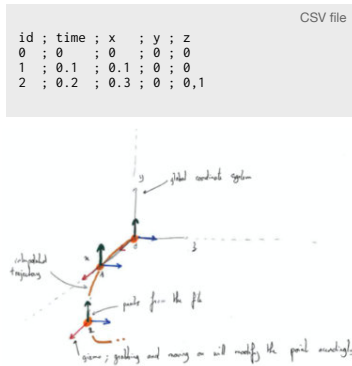 CSV file
id ; time ; x ; y ; z
0 ; 0 ; 0 ; 0 ; 0
1 ; 0.1 ; 0.1 ; 0 ; 0
2 ; 0.2 ; 0.3 ; 0 ; 0,1
y
global coordinate system
z
x
interpolated
trajectory
points from the file
gizmo ; grabbing and moving on will modify the point accordingly